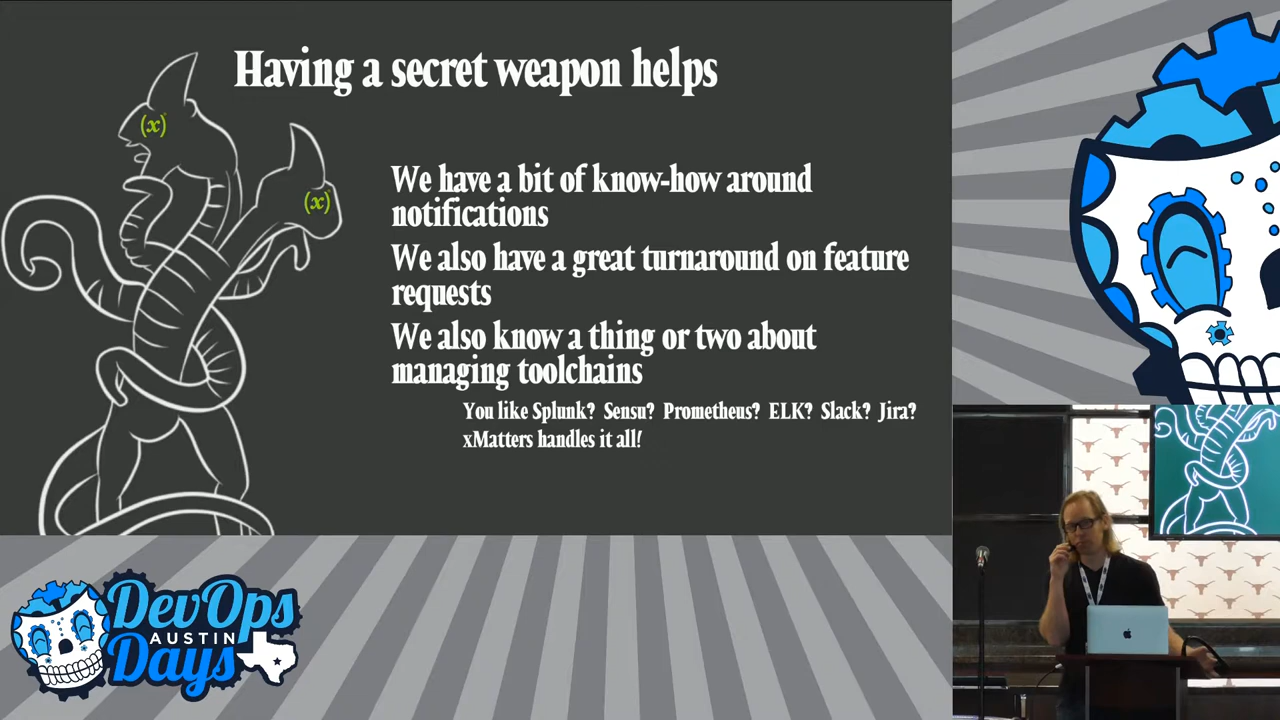 Having a secret weapon helps
(x)
(x)
We have a bit of know-how around
notifications
We also have a great turnaround on feature
requests
We also know a thing or two about
managing toolchains
You like Splunk? Sensu? Prometheus? ELK? Slack? Jira?
xMatters handles it all!
DevOps
AUSTIN
Days